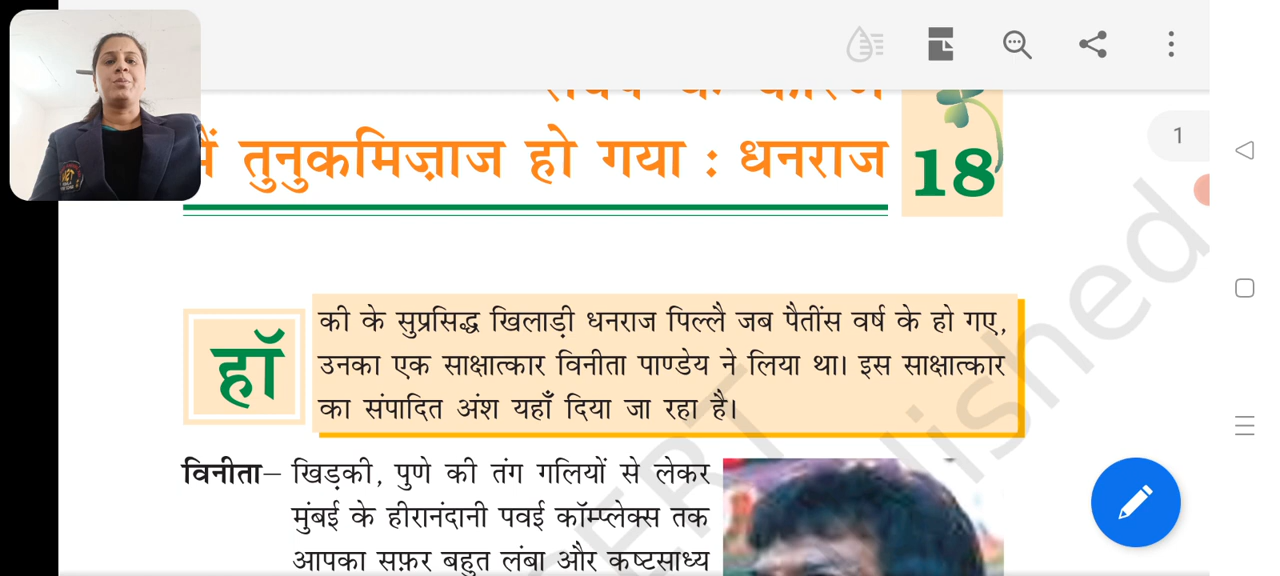 में तुनुकमिज़ाज हो गया : धनराज
18
1
हॉ
की के सुप्रसिद्ध खिलाड़ी धनराज पिल्लै जब पैतींस वर्ष के हो गए,
उनका एक साक्षात्कार विनीता पाण्डेय ने लिया था। इस साक्षात्कार
का संपादित अंश यहाँ दिया जा रहा है।
विनीता– खिड़की, पुणे की तंग गलियों से लेकर
मुंबई के हीरानंदानी पवई कॉम्प्लेक्स तक
आपका सफ़र बहुत लंबा और कष्टसाध्य